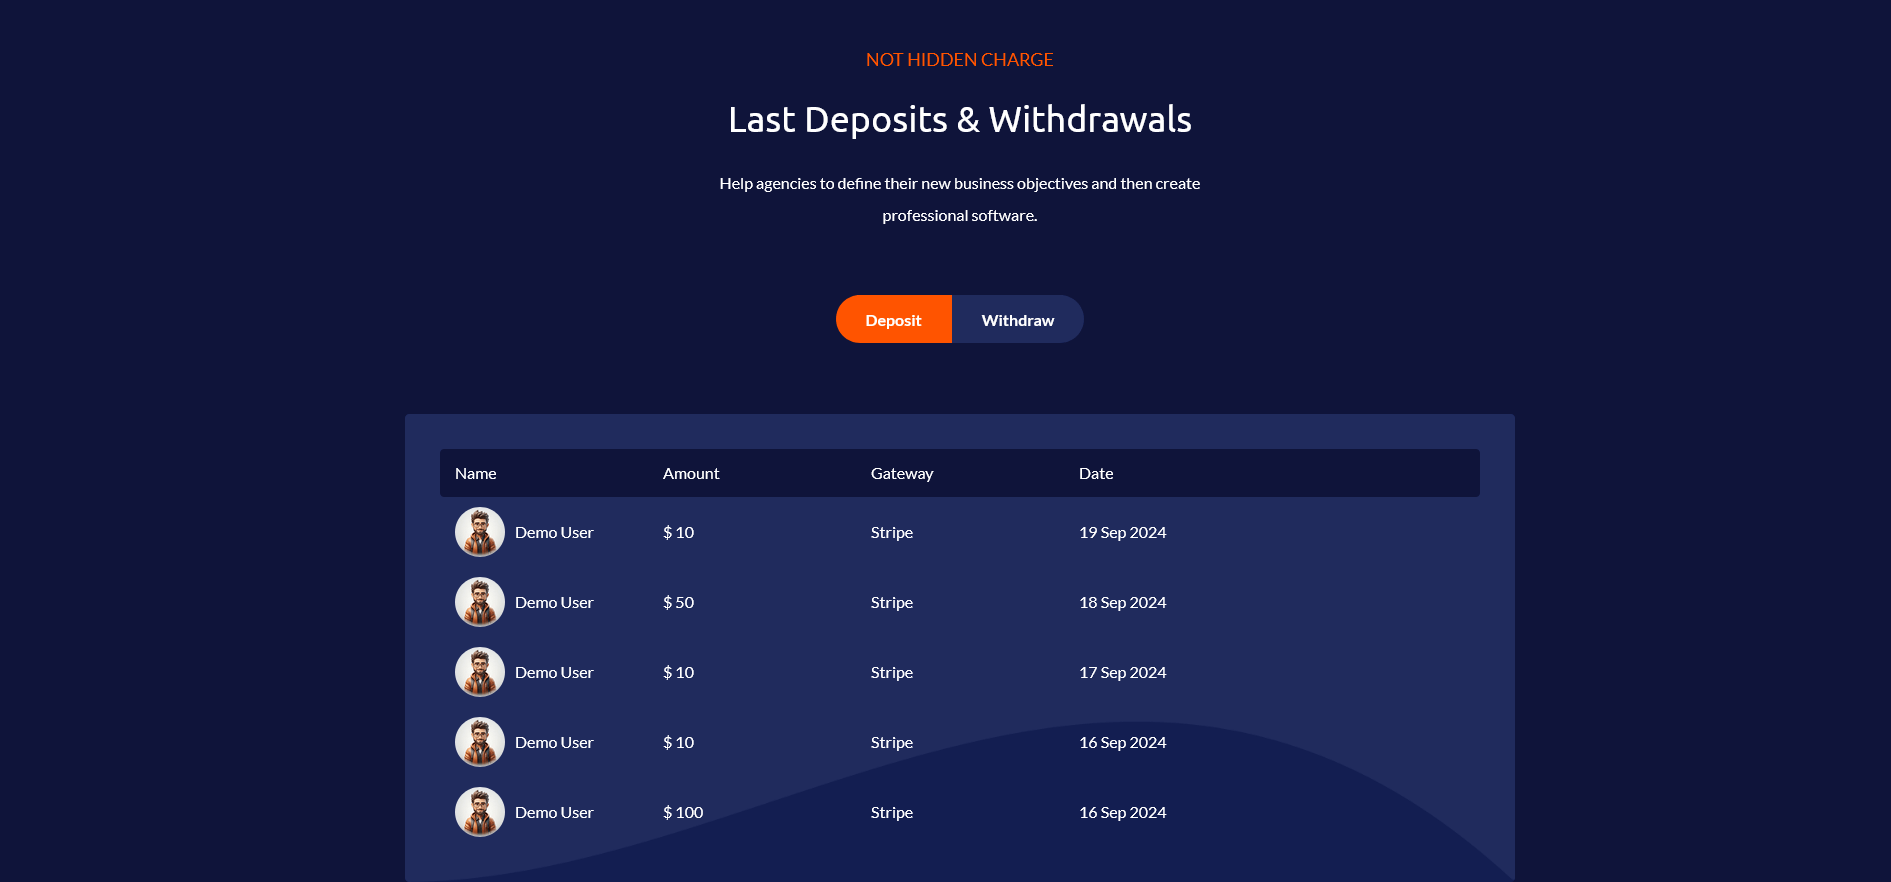 NOT HIDDEN CHARGE
Last Deposits & Withdrawals
Help agencies to define their new business objectives and then create
professional software.
Deposit Withdraw
Name Amount Gateway Date
Demo User $ 10 Stripe 19 Sep 2024
Demo User $ 50 Stripe 18 Sep 2024
Demo User $ 10 Stripe 17 Sep 2024
Demo User $ 10 Stripe 16 Sep 2024
Demo User $ 100 Stripe 16 Sep 2024